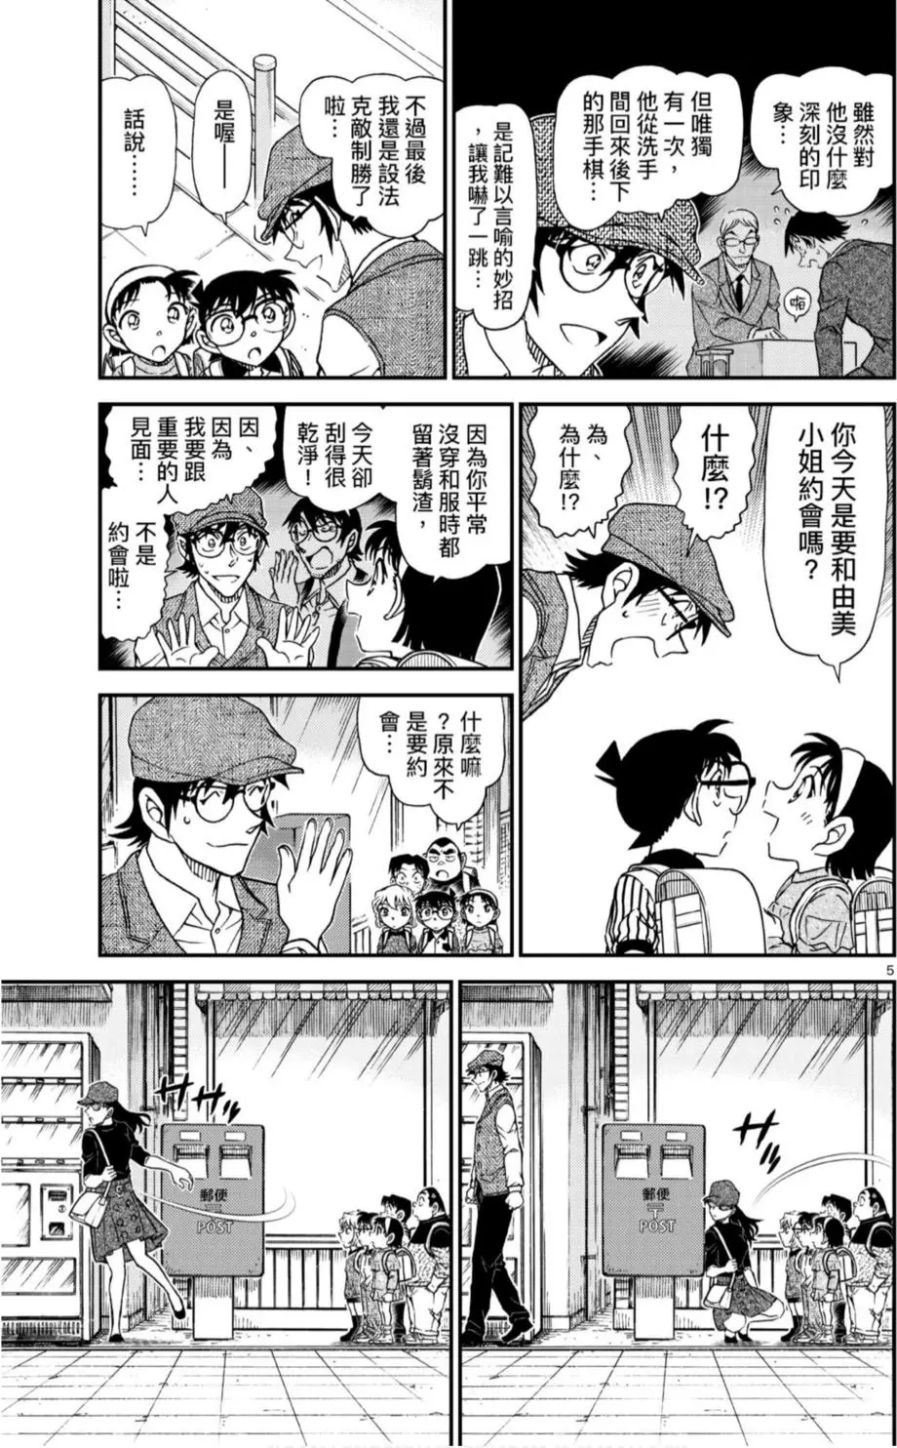 雖然對
他沒什麼
深刻的印
象…
嗨
但唯獨
有一次，
他從洗手
間回來後下
的那手棋…
是記難以言喻的妙招
，讓我嚇了一跳…
不過最後
我還是設法
克敵制勝了
啦…
是喔——
話說……
你今天是要和由美
小姐約會嗎？
什麼!?
為、
為什麼!?
因為你平常
沒穿和服時都
留著鬍渣，
今天卻
刮得很
乾淨！
因、
因為
我要跟
重要的人
見面…
不是
約會啦…
什麼嘛
？原來不
是要約
會…
5
サッ
郵便
〒
POST
サササッ
郵便
〒
POST